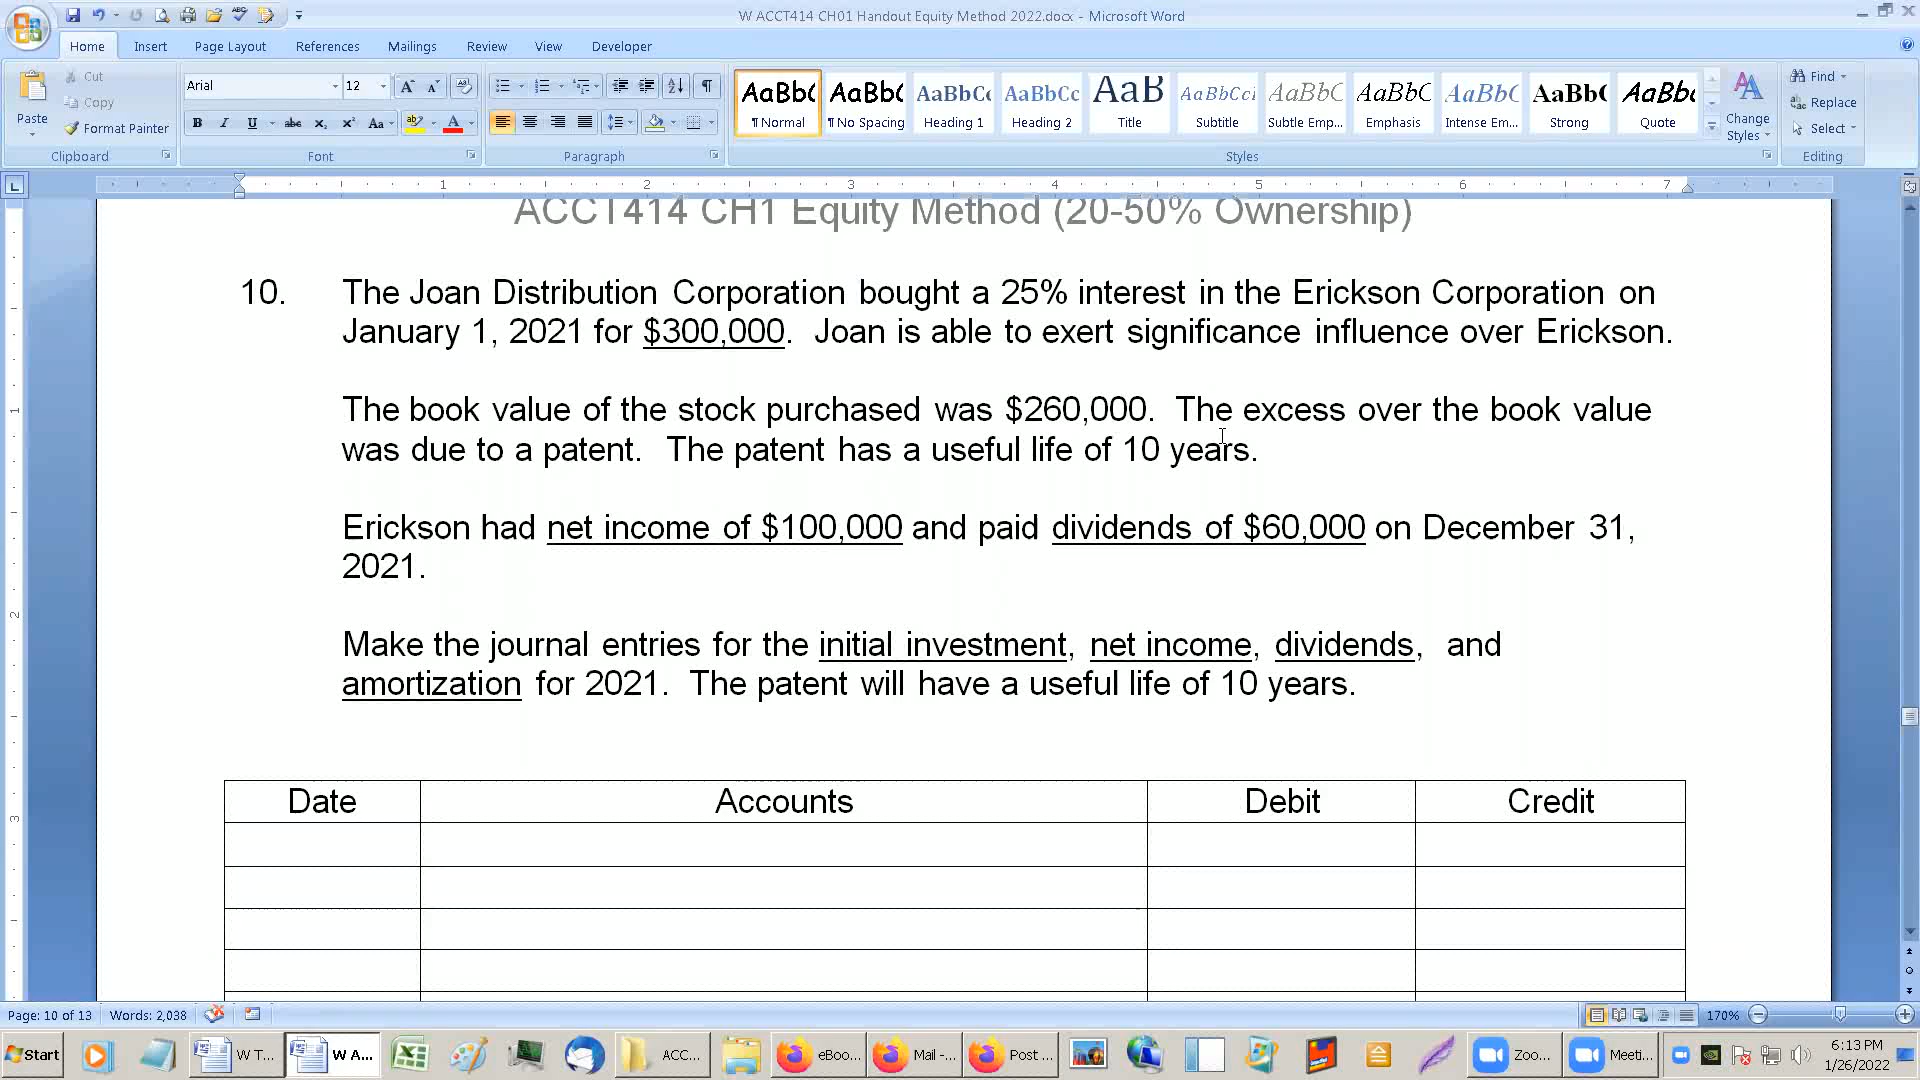 W ACCT414 CH01 Handout Equity Method 2022.docx - Microsoft Word
Home Insert Page Layout References Mailings Review View Developer
Paste Cut Copy Format Painter Clipboard
Arial 12 Font
Paragraph
AaBbC AaBbC AaBbCc AaBbCc AaB AaBbCcI AaBbC AaBbC AaBbC AaBbC AaBbC
¶ Normal ¶ No Spacing Heading 1 Heading 2 Title Subtitle Subtle Emp... Emphasis Intense Em... Strong Quote
Change Styles Styles
Find Replace Select Editing
1 2 3 4 5 6 7
ACCT414 CH1 Equity Method (20-50% Ownership)
10. The Joan Distribution Corporation bought a 25% interest in the Erickson Corporation on
January 1, 2021 for $300,000. Joan is able to exert significance influence over Erickson.
The book value of the stock purchased was $260,000. The excess over the book value
was due to a patent. The patent has a useful life of 10 years.
Erickson had net income of $100,000 and paid dividends of $60,000 on December 31,
2021.
Make the journal entries for the initial investment, net income, dividends, and
amortization for 2021. The patent will have a useful life of 10 years.
Date Accounts Debit Credit
Page: 10 of 13 Words: 2,038 170%
Start W T... W A... ACC... eBoo... Mail -... Post ... Zoo... Meeti... 6:13 PM
1/26/2022